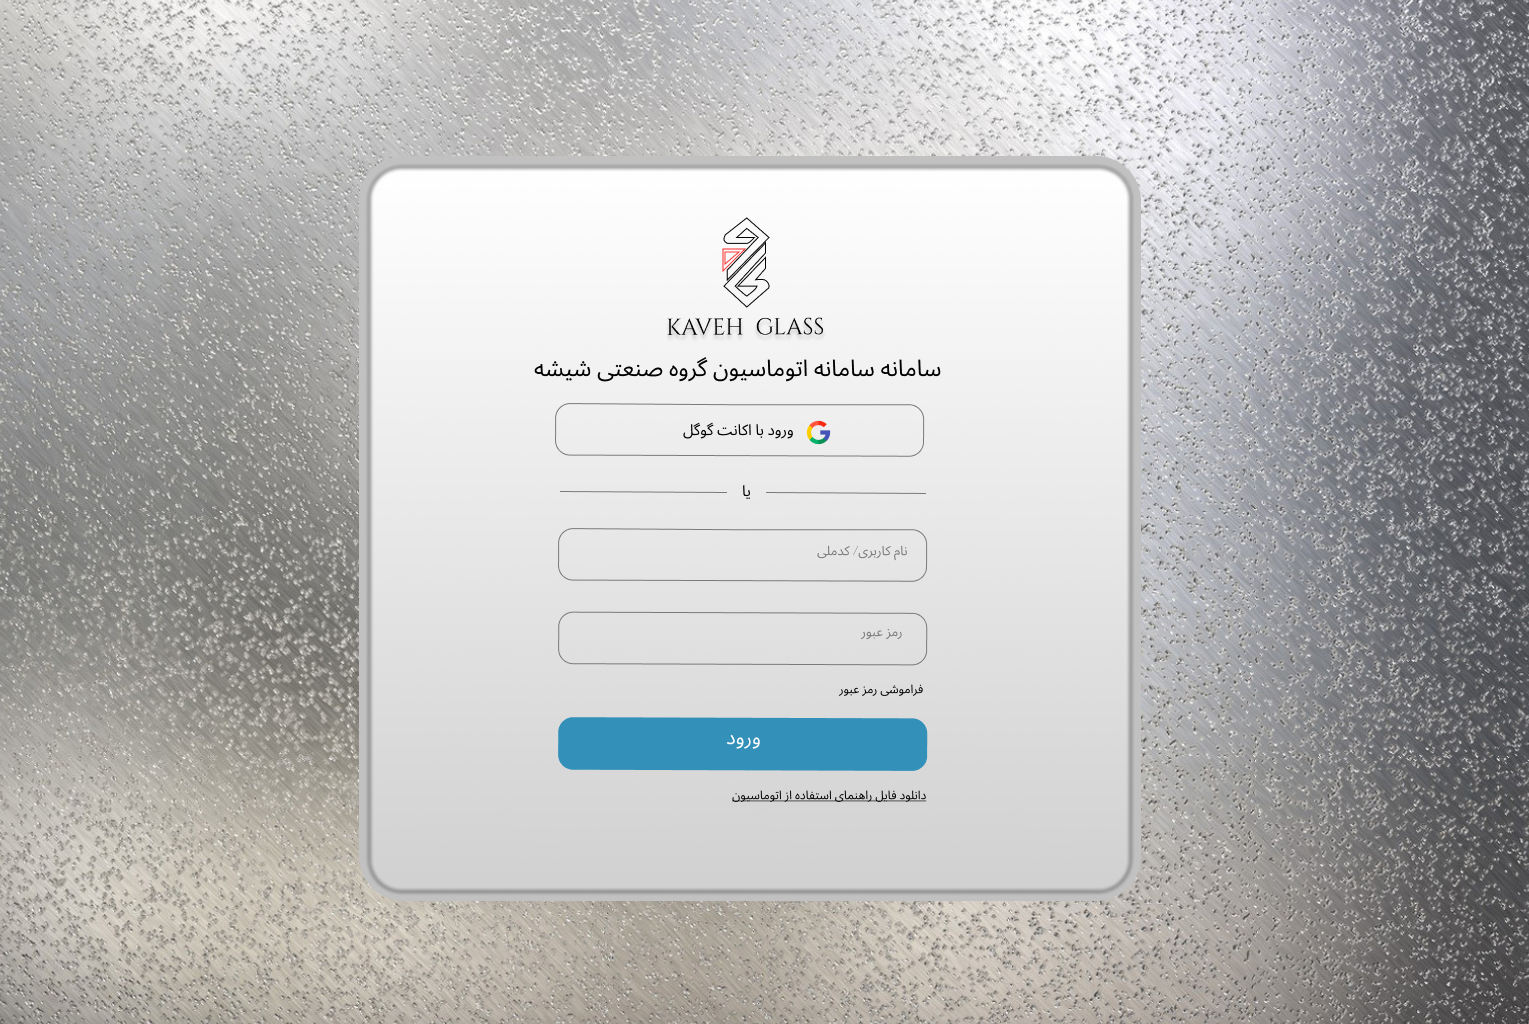 KAVEH GLASS
سامانه سامانه اتوماسیون گروه صنعتی شیشه
ورود با اکانت گوگل
یا
نام کاربری/ کدملی
رمز عبور
فراموشی رمز عبور
ورود
دانلود فایل راهنمای استفاده از اتوماسیون